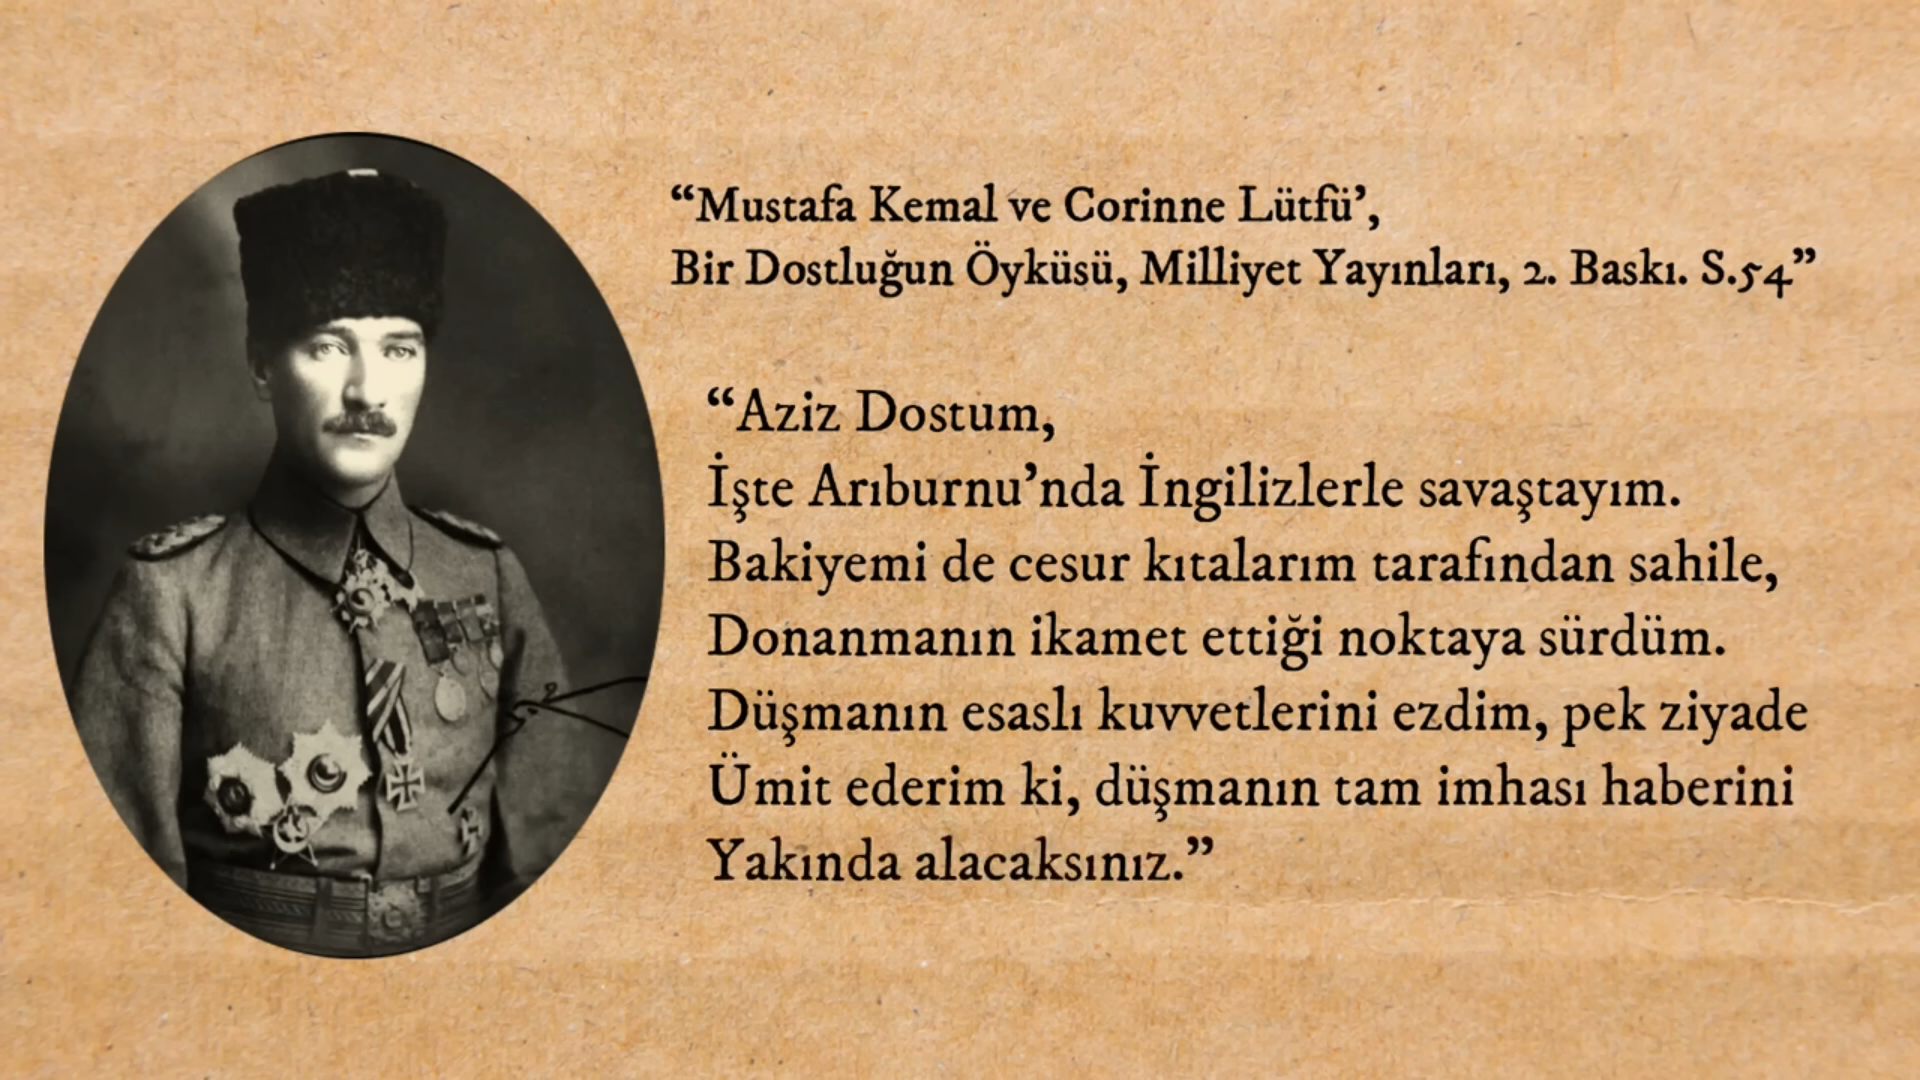 “Mustafa Kemal ve Corinne Lütfü’,
Bir Dostluğun Öyküsü, Milliyet Yayınları, 2. Baskı. S.54”
“Aziz Dostum,
İşte Arıburnu’nda İngilizlerle savaştayım.
Bakiyemi de cesur kıtalarım tarafından sahile,
Donanmanın ikamet ettiği noktaya sürdüm.
Düşmanın esaslı kuvvetlerini ezdim, pek ziyade
Ümit ederim ki, düşmanın tam imhası haberini
Yakında alacaksınız.”